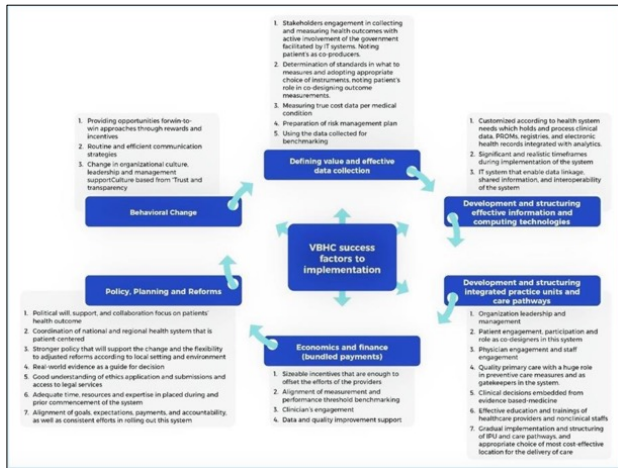 1. Stakeholders engagement in collecting
and measuring health outcomes with
active involvement of the government
facilitated by IT systems. Noting
patient's as co-producers.
2. Determination of standards in what to
measures and adopting appropriate
choice of instruments, noting patient's
role in co-designing outcome
measurements.
3. Measuring true cost data per medical
condition
4. Preparation of risk management plan
5. Using the data collected for
benchmarking
Defining value and effective
data collection
1. Providing opportunities forwin-to-
win approaches through rewards and
incentives
2. Routine and efficient communication
strategies
3. Change in organizational culture,
leadership and management
supportCulture based from 'Trust and
transparency
Behavioral Change
1. Customized according to health system
needs which holds and process clinical
data, PROMs, registries, and electronic
health records integrated with analytics.
2. Significant and realistic timeframes
during implementation of the system
3. IT system that enable data linkage,
shared information, and interoperability
of the system
Development and structuring
effective information and
computing technologies
VBHC success
factors to
implementation
Policy, Planning and Reforms
1. Political will, support, and collaboration focus on patients'
health outcome
2. Coordination of national and regional health system that is
patient centered
3. Stronger policy that will support the change and the flexibility
to adjusted reforms according to local setting and environment
4. Real-world evidence as a guide for decision
5. Good understanding of ethics application and submissions and
access to legal services
6. Adequate time, resources and expertise in placed during and
prior commencement of the system
7. Alignment of goals, expectations, payments, and accountability,
as well as consistent efforts in rolling out this system
Economics and finance
(bundled payments)
1. Sizeable incentives that are enough to
offset the efforts of the providers
2. Alignment of measurement and
performance threshold benchmarking
3. Clinician's engagement
4. Data and quality improvement support
Development and structuring
integrated practice units and
care pathways
1. Organization leadership and
management
2. Patient engagement, participation and
role as co-designers in this system
3. Physician engagement and staff
engagement
4. Quality primary care with a huge role in
preventive care measures and as
gatekeepers in the system.
5. Clinical decisions embedded from
evidence based-medicine
6. Effective education and trainings of
healthcare providers and nonclinical staffs
7. Gradual implementation and structuring
of IPU and care pathways, and
appropriate choice of most cost-effective
location for the delivery of care